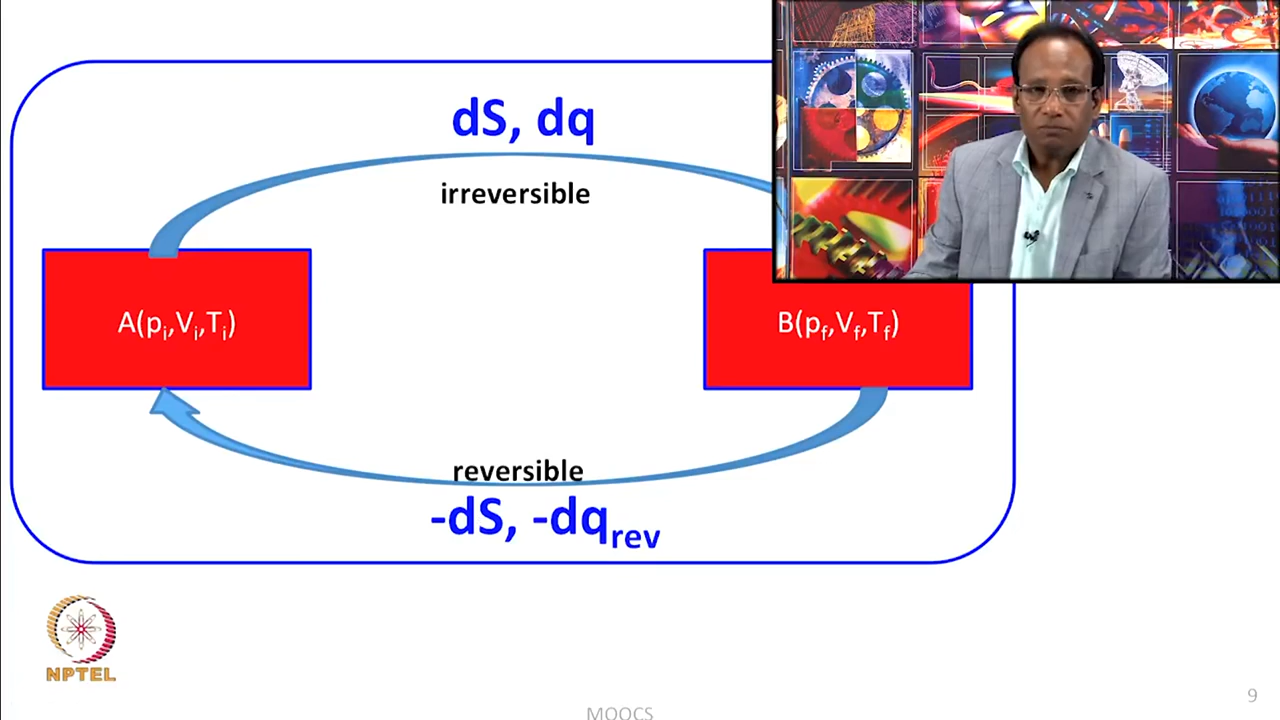 dS, dq
irreversible
A(pi,Vi,Ti)
B(pf,Vf,Tf)
reversible
-dS, -dqrev
NPTEL
MOOCS
9